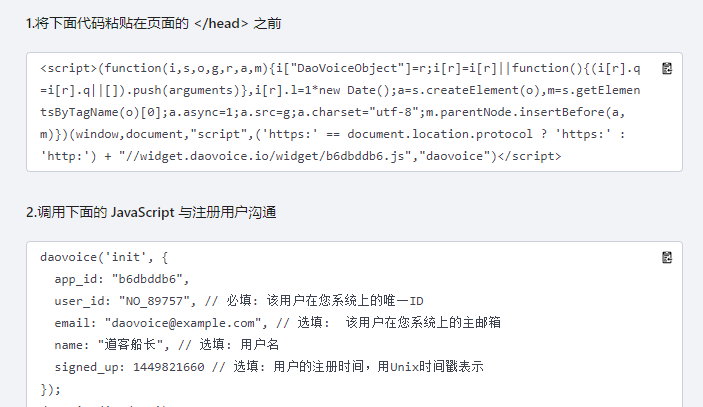 1.将下面代码粘贴在页面的 </head> 之前
<script>(function(i,s,o,g,r,a,m){i["DaoVoiceObject"]=r;i[r]=i[r]||function(){(i[r].q
=i[r].q||[]).push(arguments)},i[r].l=1*new Date();a=s.createElement(o),m=s.getElemen
tsByTagName(o)[0];a.async=1;a.src=g;a.charset="utf-8";m.parentNode.insertBefore(a,
m)})(window,document,"script",('https:' == document.location.protocol ? 'https:' :
'http:') + "//widget.daovoice.io/widget/b6dbddb6.js","daovoice")</script>
2.调用下面的 JavaScript 与注册用户沟通
daovoice('init', {
  app_id: "b6dbddb6",
  user_id: "NO_89757", // 必填: 该用户在您系统上的唯一ID
  email: "daovoice@example.com", // 选填:  该用户在您系统上的主邮箱
  name: "道客船长", // 选填: 用户名
  signed_up: 1449821660 // 选填: 用户的注册时间，用Unix时间戳表示
});